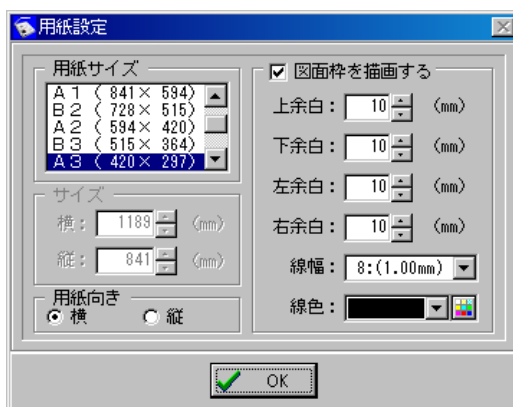 用紙設定
用紙サイズ
A1 ( 841× 594)
B2 ( 728× 515)
A2 ( 594× 420)
B3 ( 515× 364)
A3 ( 420× 297)
サイズ
横: 1189 (mm)
縦: 841 (mm)
用紙向き
横 縦
図面枠を描画する
上余白: 10 (mm)
下余白: 10 (mm)
左余白: 10 (mm)
右余白: 10 (mm)
線幅: 8:(1.00mm)
線色:
OK